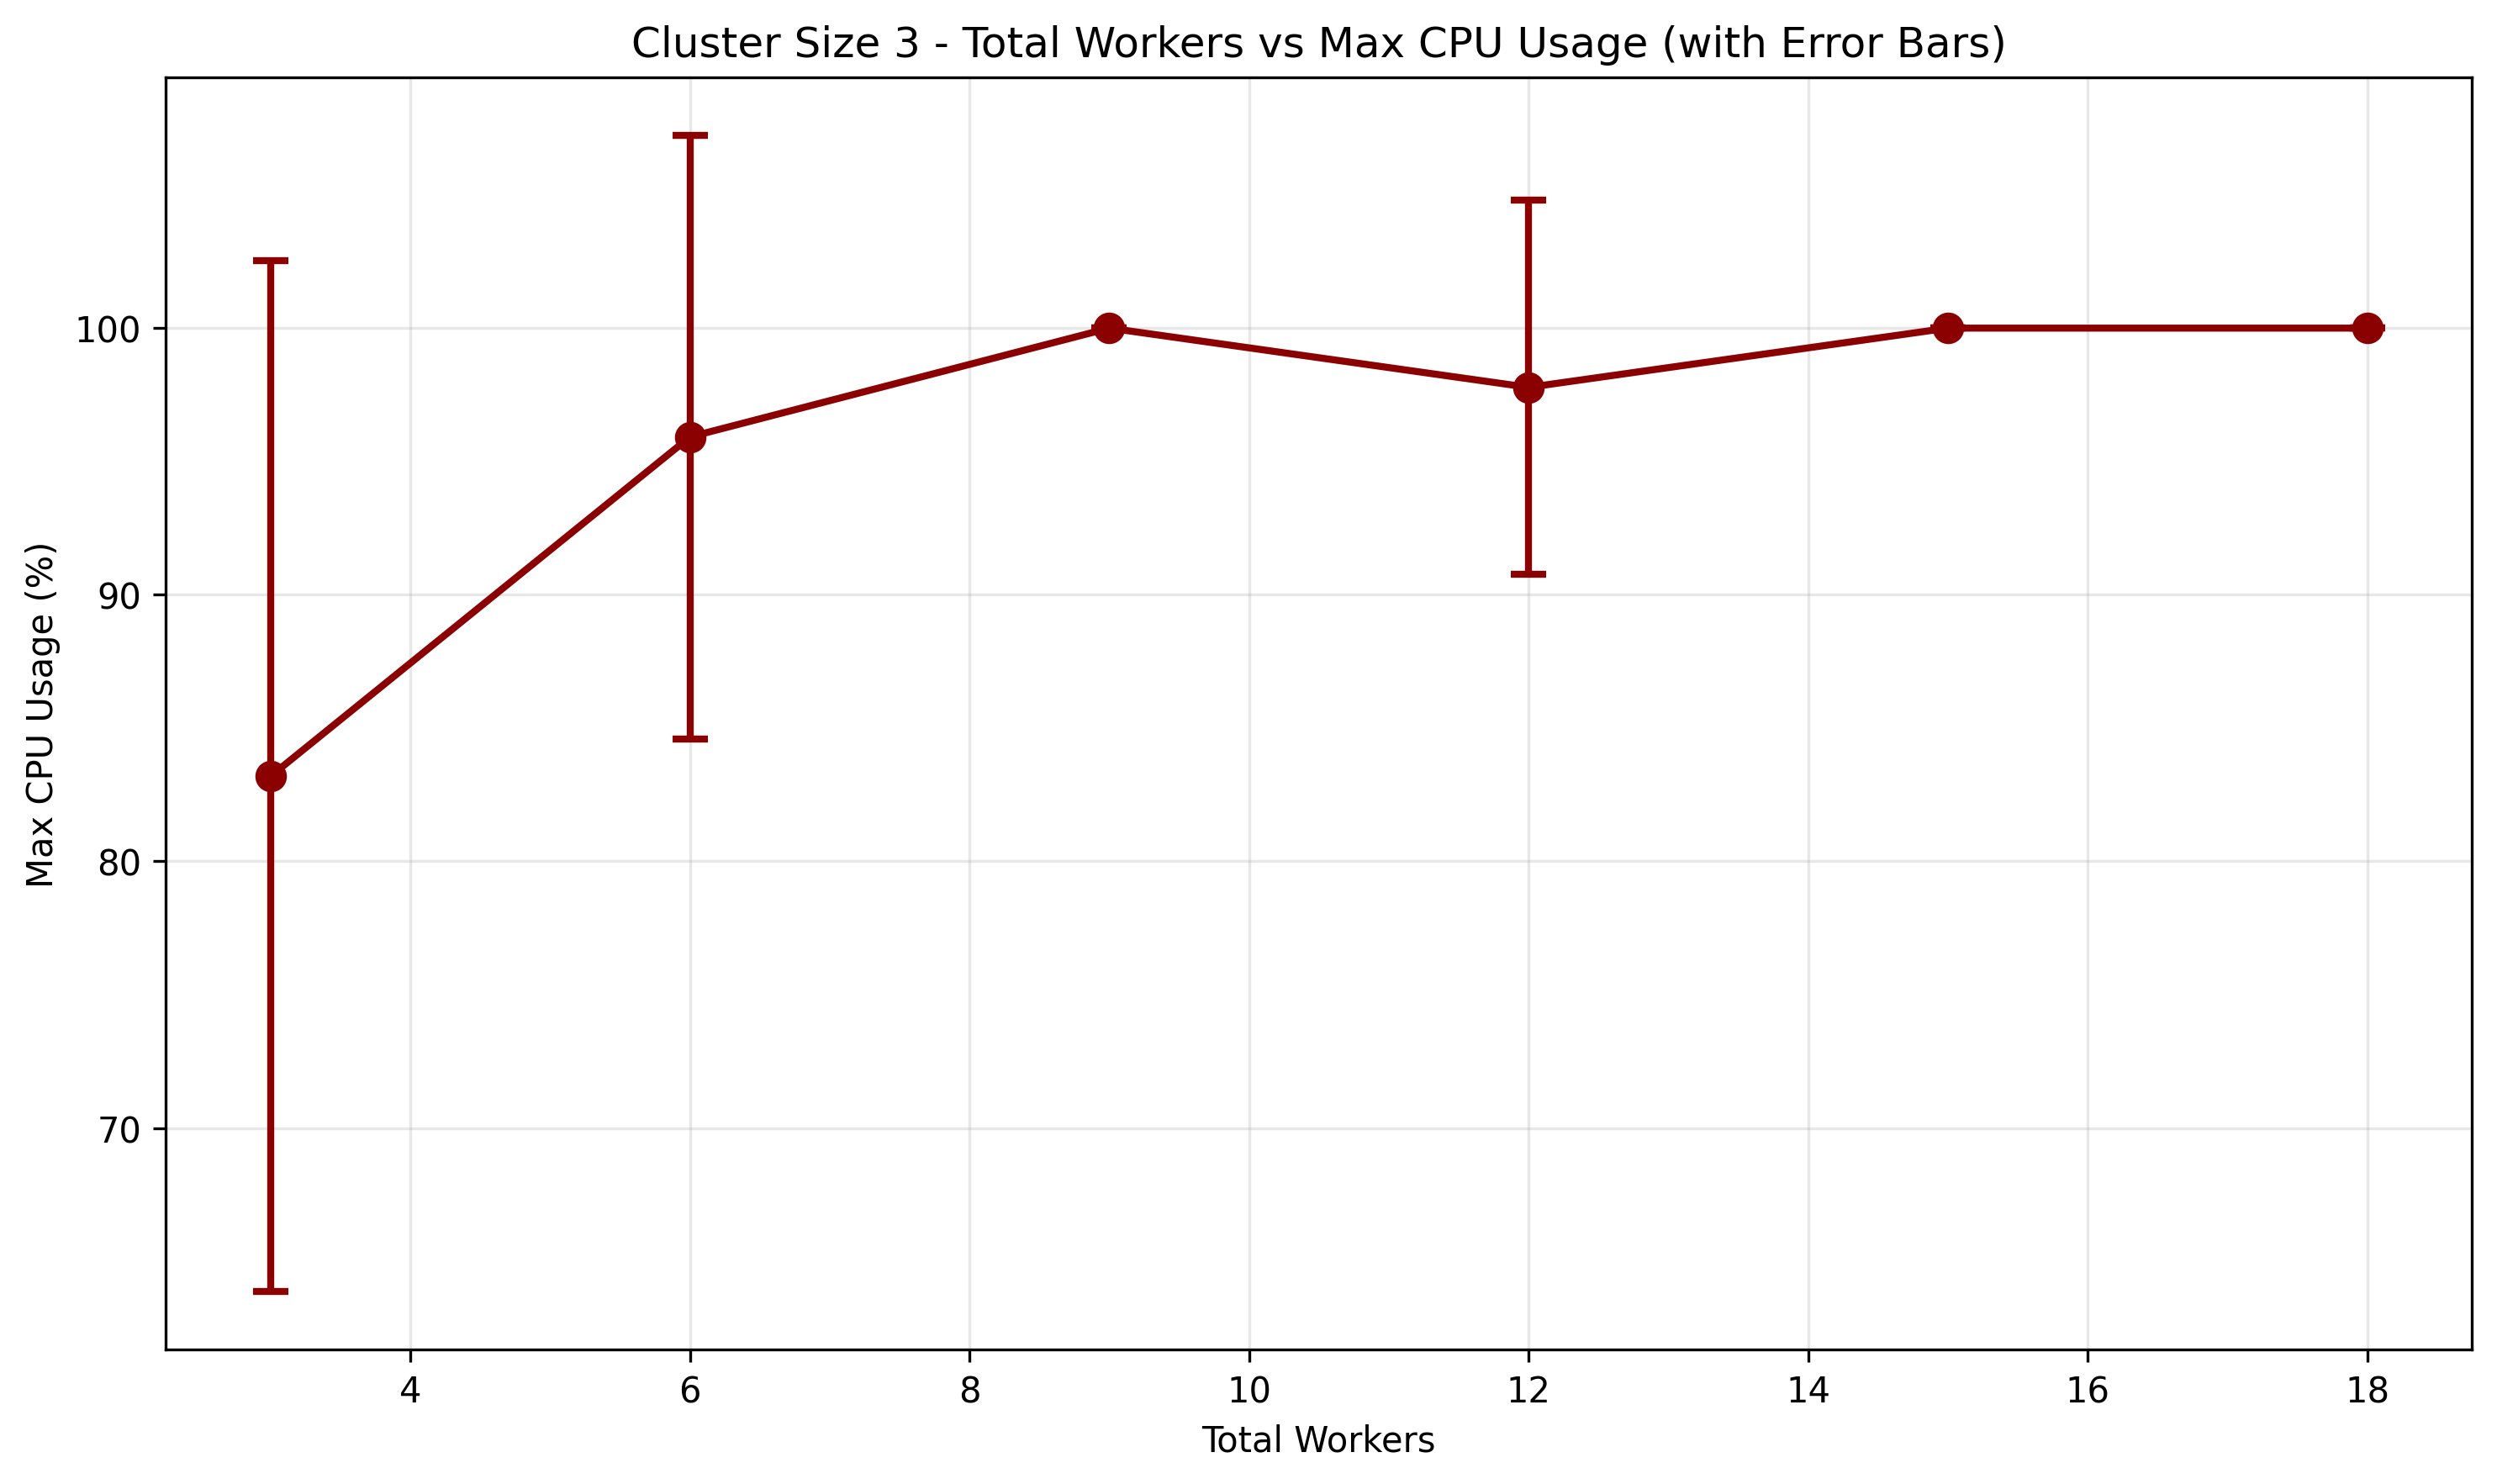 Cluster Size 3 - Total Workers vs Max CPU Usage (with Error Bars)
Max CPU Usage (%)
100
90
80
70
4 6 8 10 12 14 16 18
Total Workers